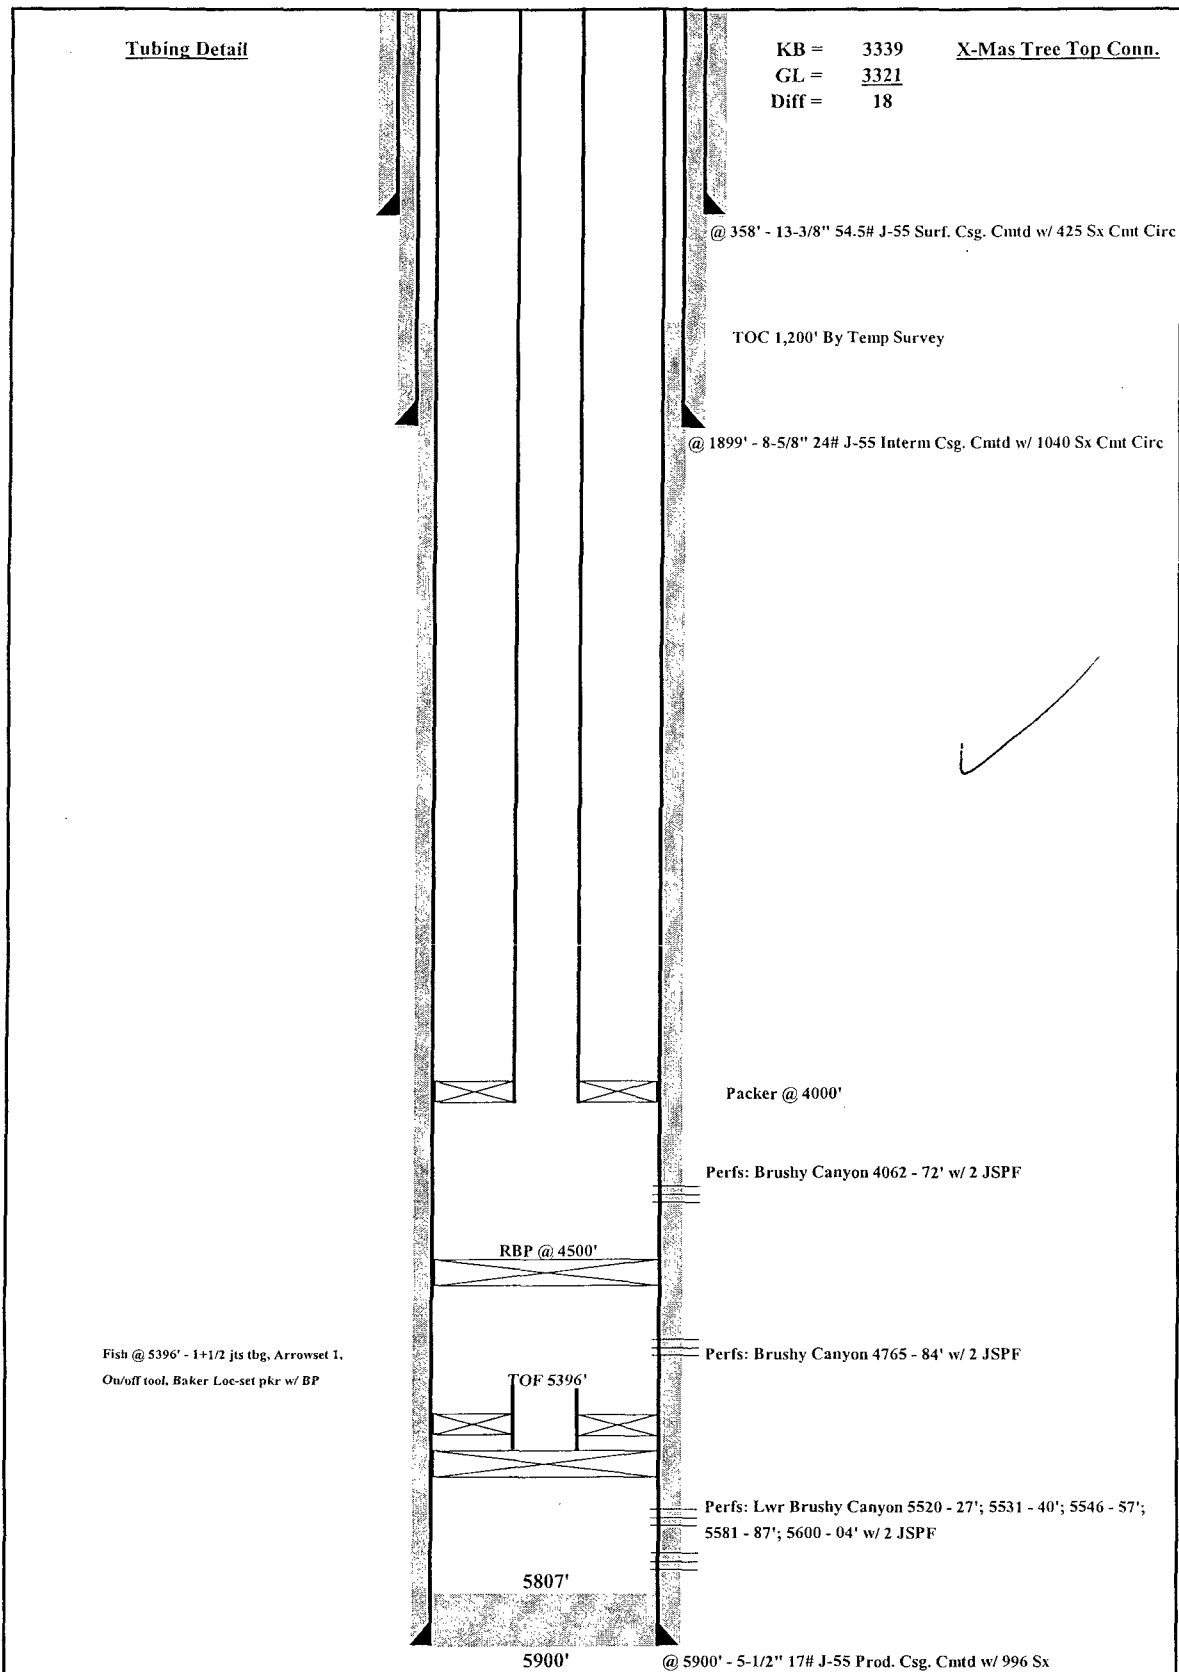 Tubing Detail
KB = 3339
X-Mas Tree Top Conn.
GL = 3321
Diff = 18
@ 358' - 13-3/8" 54.5# J-55 Surf. Csg. Cmtd w/ 425 Sx Cmt Circ
TOC 1,200' By Temp Survey
@ 1899' - 8-5/8" 24# J-55 Interm Csg. Cmtd w/ 1040 Sx Cmt Circ
Packer @ 4000'
Perfs: Brushy Canyon 4062 - 72' w/ 2 JSPF
RBP @ 4500'
Fish @ 5396' - 1+1/2 jts tbg, Arrowset 1,
On/off tool, Baker Loc-set pkr w/ BP
Perfs: Brushy Canyon 4765 - 84' w/ 2 JSPF
TOF 5396'
Perfs: Lwr Brushy Canyon 5520 - 27'; 5531 - 40'; 5546 - 57';
5581 - 87'; 5600 - 04' w/ 2 JSPF
5807'
5900'
@ 5900' - 5-1/2" 17# J-55 Prod. Csg. Cmtd w/ 996 Sx